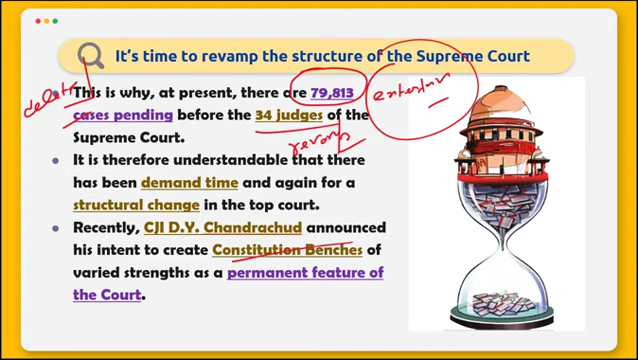 It's time to revamp the structure of the Supreme Court
This is why, at present, there are 79,813
cases pending before the 34 judges of the
Supreme Court.
It is therefore understandable that there
has been demand time and again for a
structural change in the top court.
Recently, CJI D.Y. Chandrachud announced
his intent to create Constitution Benches of
varied strengths as a permanent feature of
the Court.